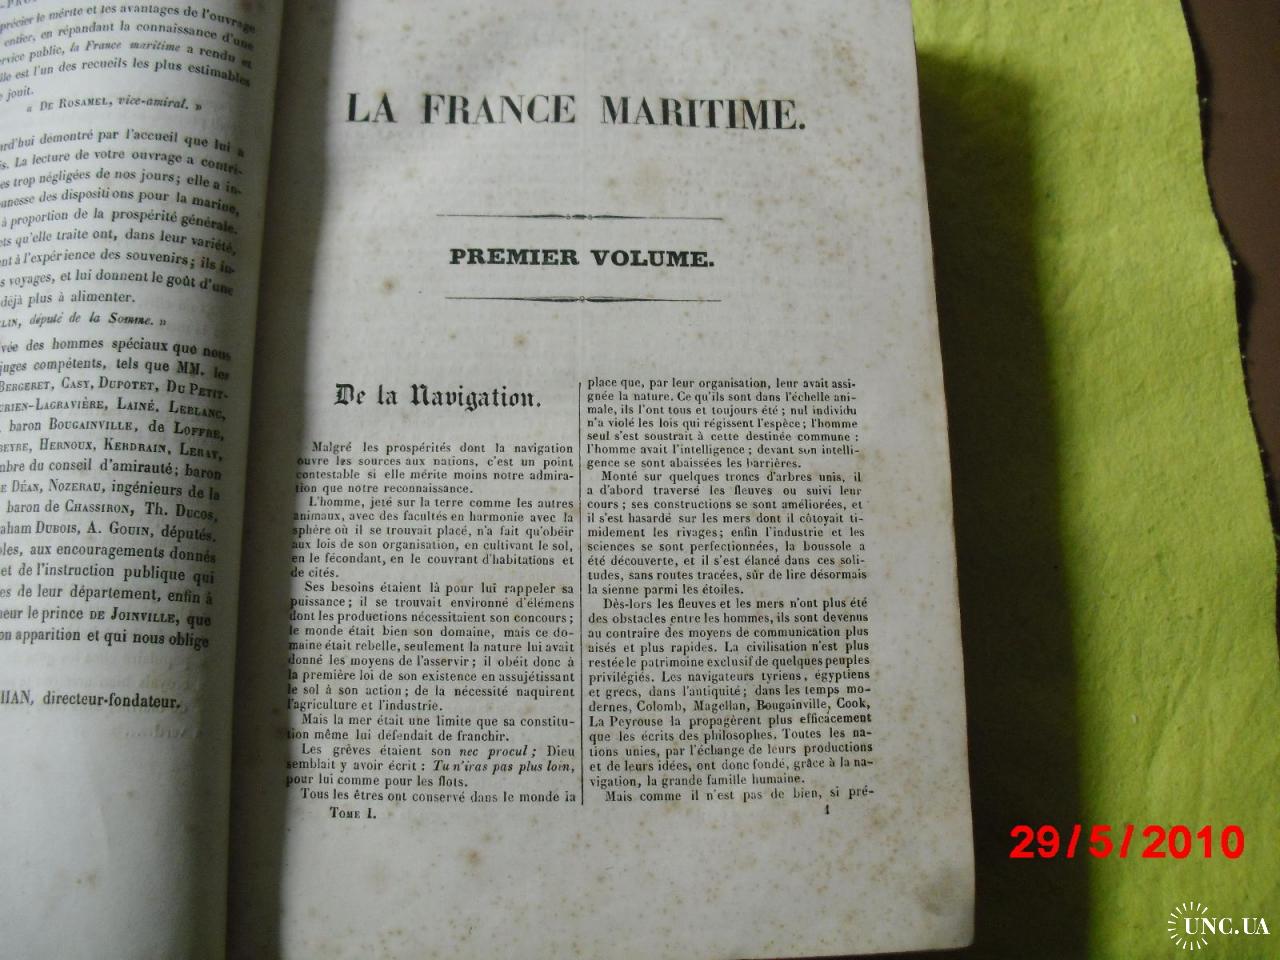 précier le mérite et les avantages de l'ouvrage
entier, en répandant la connaissance d'une
service public, la France maritime a rendu et
elle est l'un des recueils les plus estimables
jouit.
« De Rosamel, vice-amiral. »
démontré par l'accueil que lui a
La lecture de votre ouvrage a contri-
trop négligées de nos jours; elle a in-
des dispositions pour la marine,
à proportion de la prospérité générale.
qu'elle traite ont, dans leur variété,
à l'expérience des souvenirs; ils in-
voyages, et lui donnent le goût d'une
déjà plus à alimenter.
député de la Somme. »
des hommes spéciaux que nous
juges compétents, tels que MM. les
Bergeret, Casy, Dupotet, Du Petit-
Lainé, Leblanc,
baron Bougainville, de Loffre,
Hernoux, Kerdrain, Leray,
du conseil d'amirauté; baron
Déan, Nozerau, ingénieurs de la
baron de Chassiron, Th. Ducos,
Dubois, A. Gouin, députés.
aux encouragements donnés
et de l'instruction publique qui
de leur département, enfin à
le prince de Joinville, que
apparition et qui nous oblige
directeur-fondateur.
LA FRANCE MARITIME.
PREMIER VOLUME.
De la Navigation.
Malgré les prospérités dont la navigation
ouvre les sources aux nations, c'est un point
contestable si elle mérite moins notre admira-
tion que notre reconnaissance.
L'homme, jeté sur la terre comme les autres
animaux, avec des facultés en harmonie avec la
sphère où il se trouvait placé, n'a fait qu'obéir
aux lois de son organisation, en cultivant le sol,
en le fécondant, en le couvrant d'habitations et
de cités.
Ses besoins étaient là pour lui rappeler sa
puissance; il se trouvait environné d'élémens
dont les productions nécessitaient son concours;
le monde était bien son domaine, mais ce do-
maine était rebelle, seulement la nature lui avait
donné les moyens de l'asservir; il obéit donc à
la première loi de son existence en assujétissant
le sol à son action; de la nécessité naquirent
l'agriculture et l'industrie.
Mais la mer était une limite que sa constitu-
tion même lui défendait de franchir.
Les grèves étaient son nec procul; Dieu
semblait y avoir écrit : Tu n'iras pas plus loin,
pour lui comme pour les flots.
Tous les êtres ont conservé dans le monde la
Tome I.
place que, par leur organisation, leur avait assi-
gnée la nature. Ce qu'ils sont dans l'échelle ani-
male, ils l'ont tous et toujours été; nul individu
n'a violé les lois qui régissent l'espèce; l'homme
seul s'est soustrait à cette destinée commune :
l'homme avait l'intelligence; devant son intelli-
gence se sont abaissées les barrières.
Monté sur quelques troncs d'arbres unis, il
a d'abord traversé les fleuves ou suivi leur
cours; ses constructions se sont améliorées, et
il s'est hasardé sur les mers dont il côtoyait ti-
midement les rivages; enfin l'industrie et les
sciences se sont perfectionnées, la boussole a
été découverte, et il s'est élancé dans ces soli-
tudes, sans routes tracées, sûr de lire désormais
la sienne parmi les étoiles.
Dès-lors les fleuves et les mers n'ont plus été
des obstacles entre les hommes, ils sont devenus
au contraire des moyens de communication plus
aisés et plus rapides. La civilisation n'est plus
restée le patrimoine exclusif de quelques peuples
privilégiés. Les navigateurs tyriens, égyptiens
et grecs, dans l'antiquité; dans les temps mo-
dernes, Colomb, Magellan, Bougainville, Cook,
La Peyrouse la propagèrent plus efficacement
que les écrits des philosophes. Toutes les na-
tions unies, par l'échange de leurs productions
et de leurs idées, ont donc fondé, grâce à la na-
vigation, la grande famille humaine.
Mais comme il n'est pas de bien, si pré-
1
29/5/2010
UNC.UA